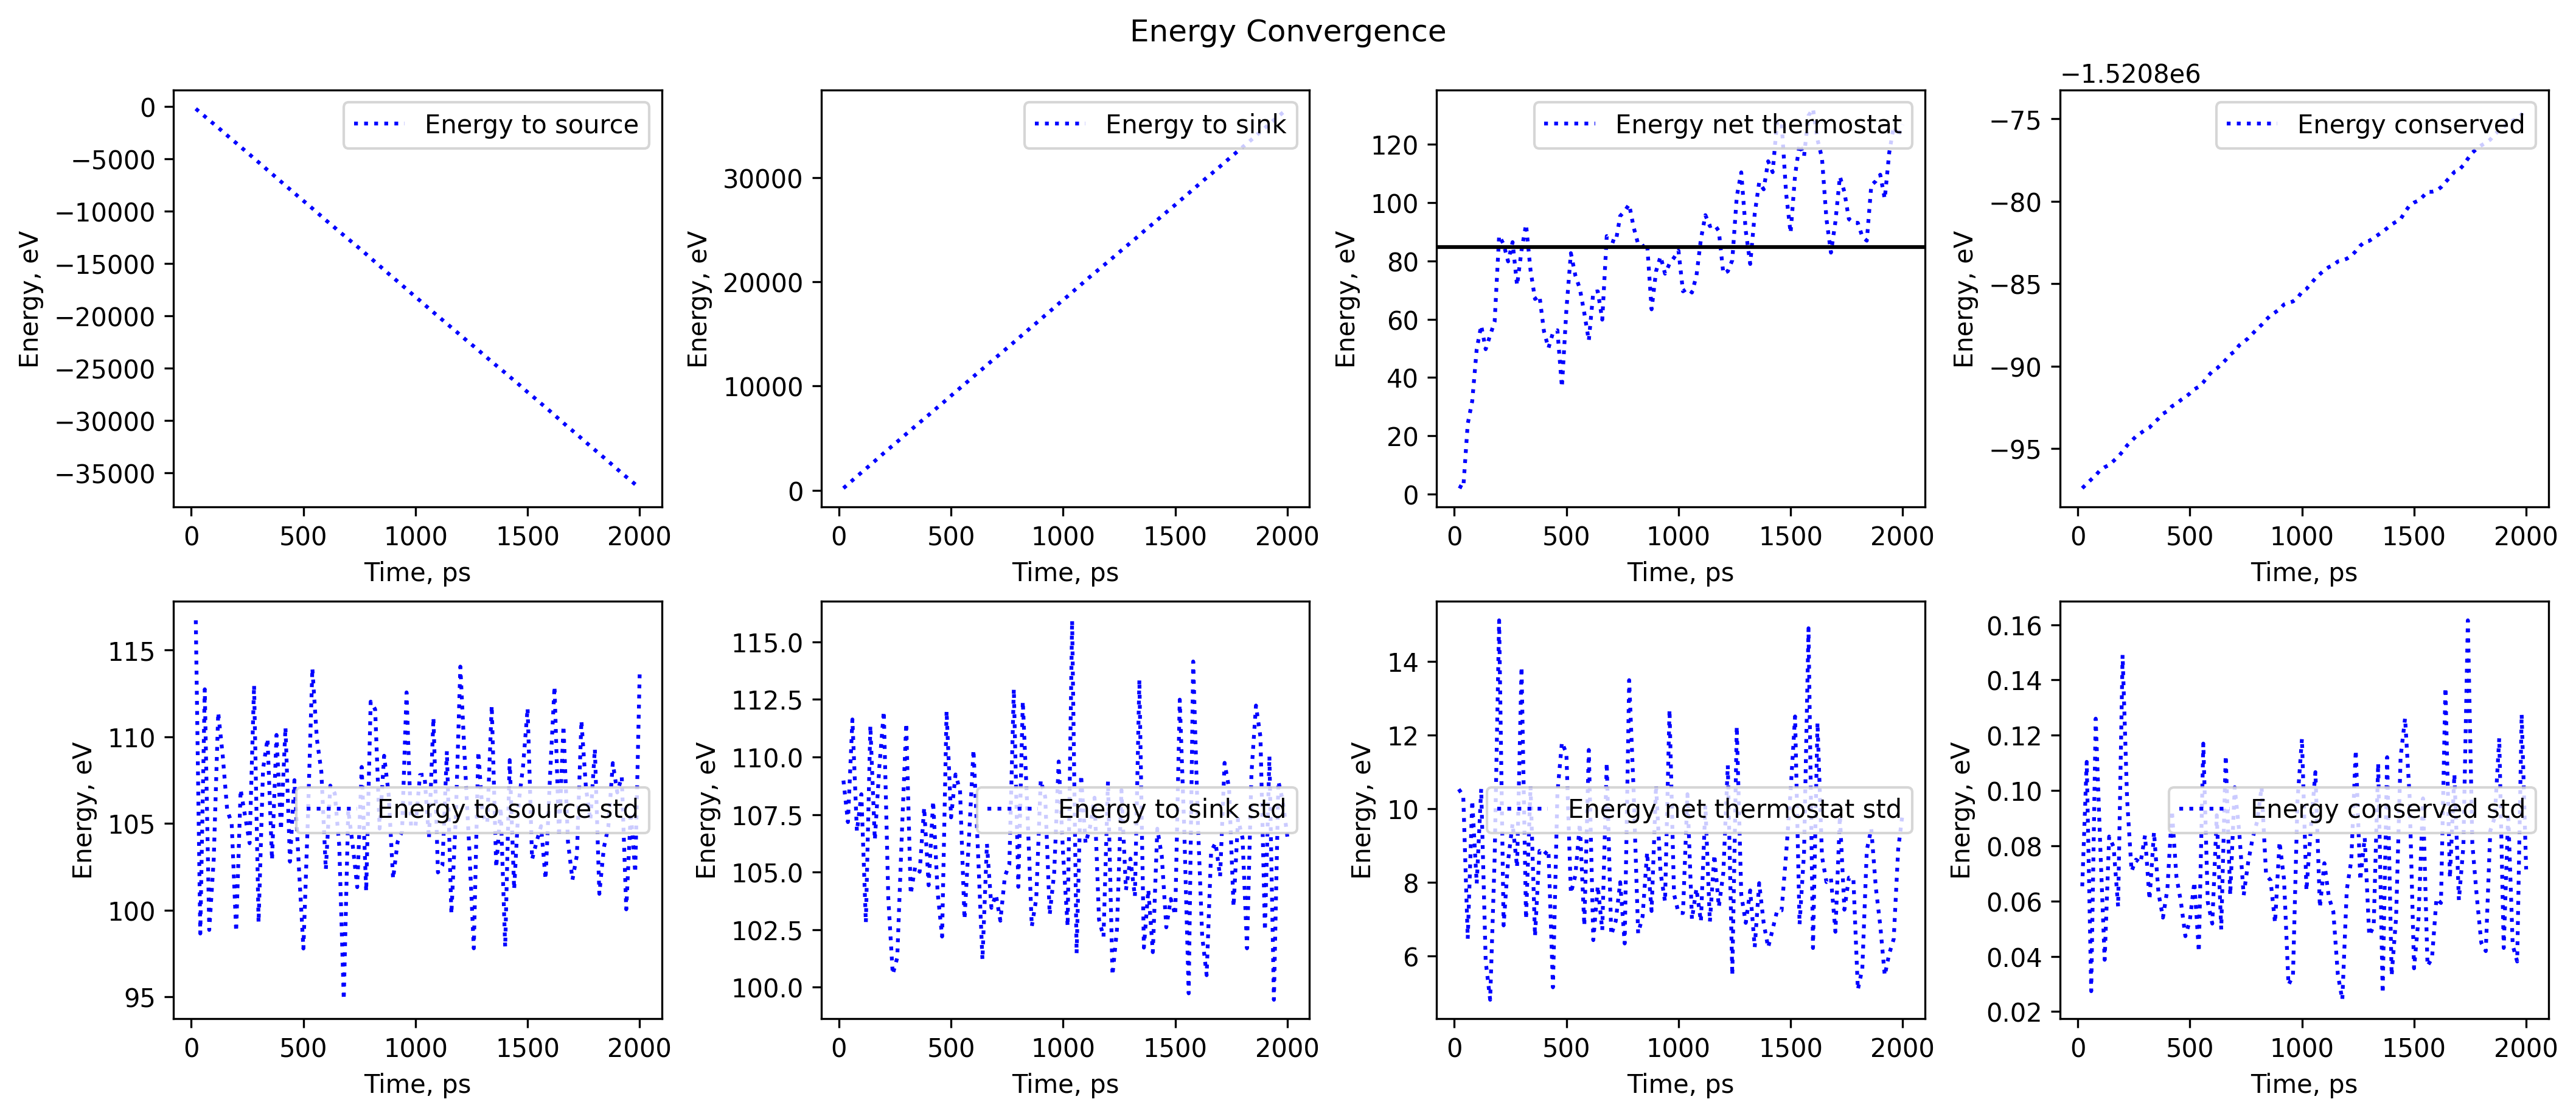 Energy Convergence
Energy to source
0
−5000
−10000
−15000
−20000
−25000
−30000
−35000
Energy, eV
0 500 1000 1500 2000
Time, ps
Energy to sink
30000
20000
10000
0
Energy, eV
0 500 1000 1500 2000
Time, ps
Energy net thermostat
120
100
80
60
40
20
0
Energy, eV
0 500 1000 1500 2000
Time, ps
−1.5208e6
Energy conserved
−75
−80
−85
−90
−95
Energy, eV
0 500 1000 1500 2000
Time, ps
115
110
105
100
95
Energy, eV
Energy to source std
0 500 1000 1500 2000
Time, ps
115.0
112.5
110.0
107.5
105.0
102.5
100.0
Energy, eV
Energy to sink std
0 500 1000 1500 2000
Time, ps
14
12
10
8
6
Energy, eV
Energy net thermostat std
0 500 1000 1500 2000
Time, ps
0.16
0.14
0.12
0.10
0.08
0.06
0.04
0.02
Energy, eV
Energy conserved std
0 500 1000 1500 2000
Time, ps